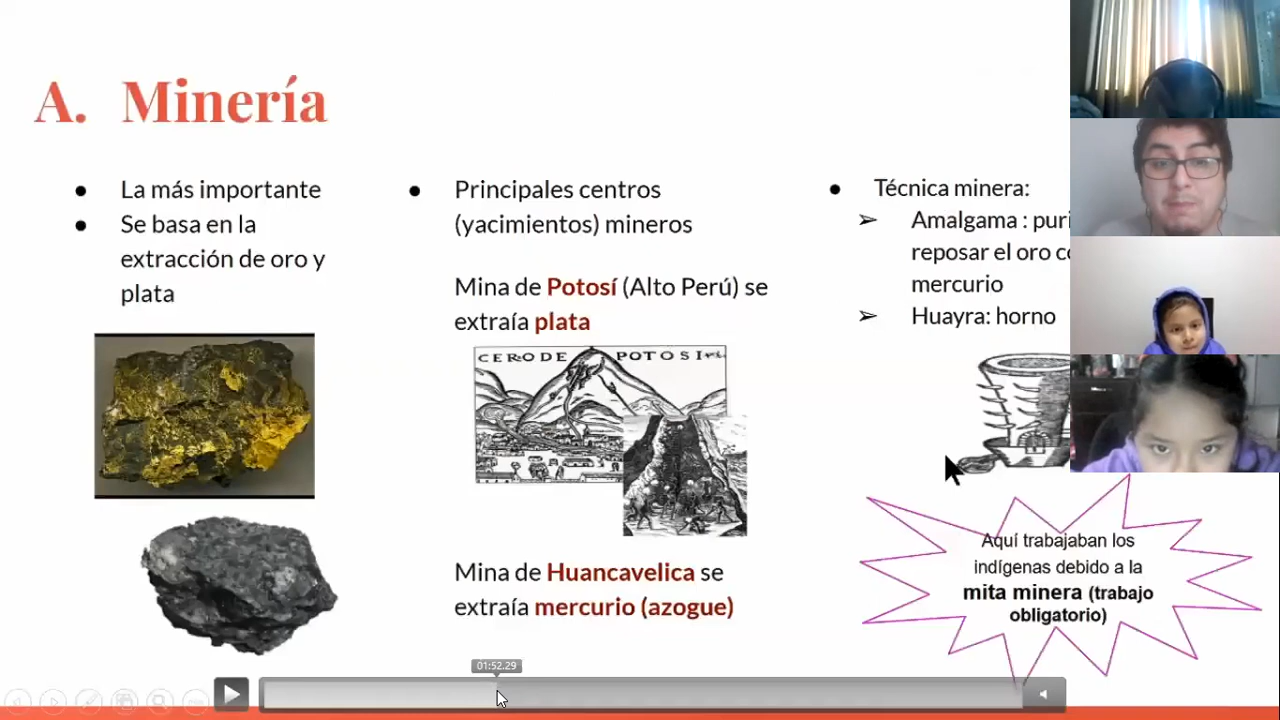 A. Minería
● La más importante
● Se basa en la
extracción de oro y
plata
● Principales centros
(yacimientos) mineros
Mina de Potosí (Alto Perú) se
extraía plata
CERO DE POTOSI
Mina de Huancavelica se
extraía mercurio (azogue)
● Técnica minera:
➢ Amalgama : puri
reposar el oro
mercurio
➢ Huayra: horno
Aquí trabajaban los
indígenas debido a la
mita minera (trabajo
obligatorio)
01:52.29